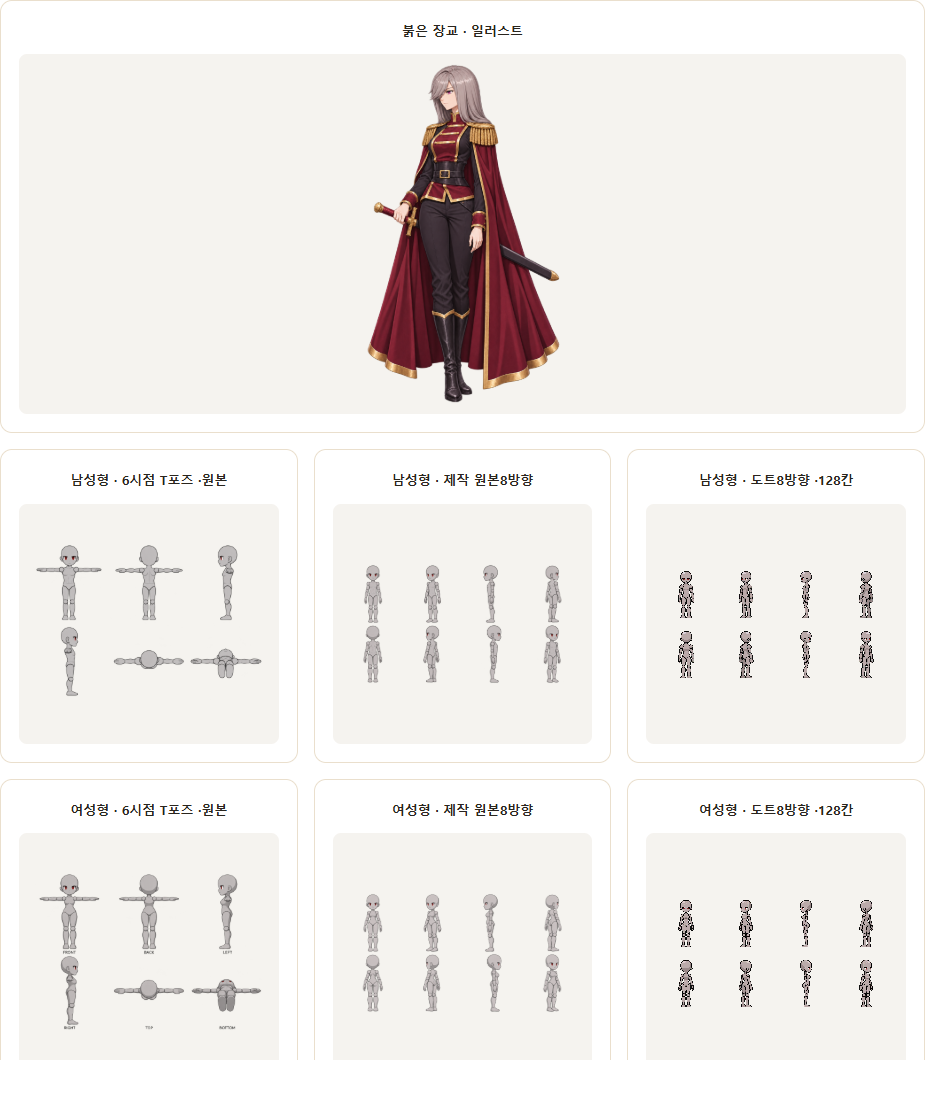 붉은 장교 · 일러스트
남성형 · 6시점 T포즈 ·원본
남성형 · 제작 원본8방향
남성형 · 도트8방향 ·128칸
여성형 · 6시점 T포즈 ·원본
여성형 · 제작 원본8방향
여성형 · 도트8방향 ·128칸
FRONT
BACK
LEFT
RIGHT
TOP
BOTTOM